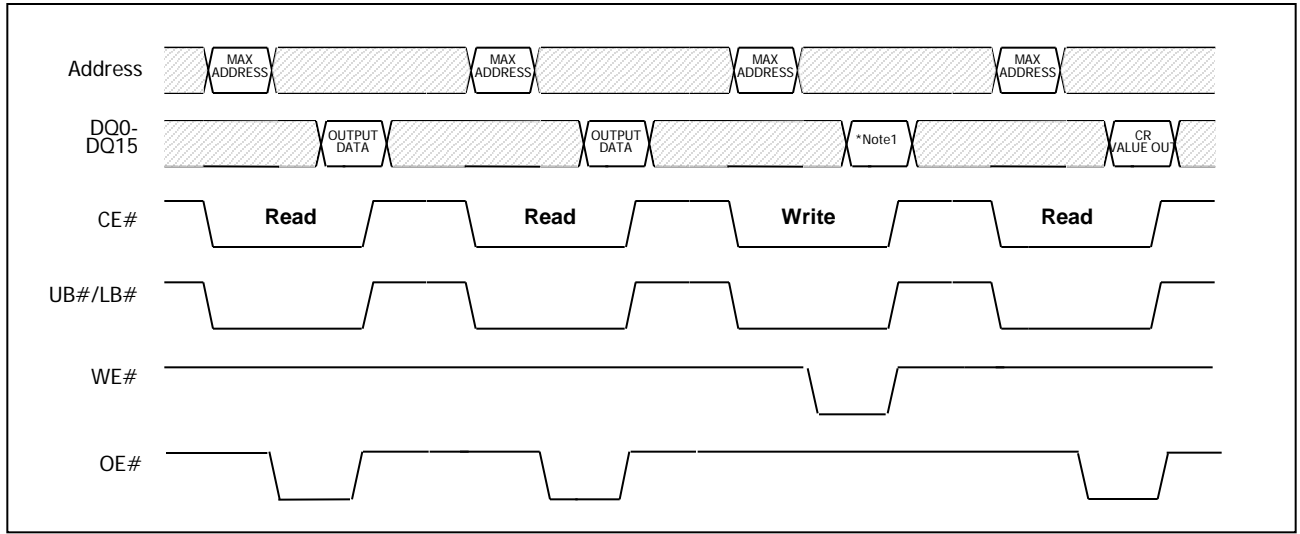 Address
MAX
ADDRESS
MAX
ADDRESS
MAX
ADDRESS
MAX
ADDRESS
DQ0-
DQ15
OUTPUT
DATA
OUTPUT
DATA
*Note1
CR
VALUE OUT
CE#
Read
Read
Write
Read
UB#/LB#
WE#
OE#